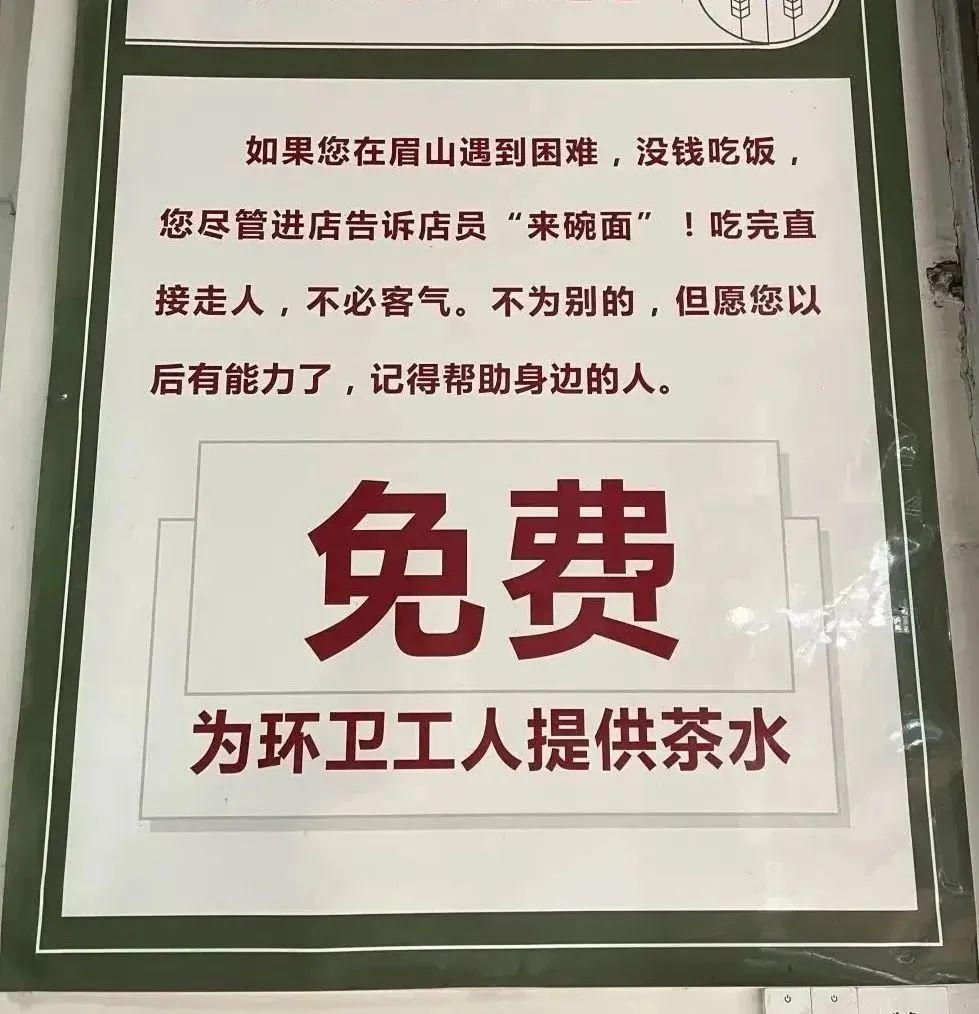 如果您在眉山遇到困难，没钱吃饭，
您尽管进店告诉店员“来碗面”！吃完直
接走人，不必客气。不为别的，但愿您以
后有能力了，记得帮助身边的人。
免费
为环卫工人提供茶水